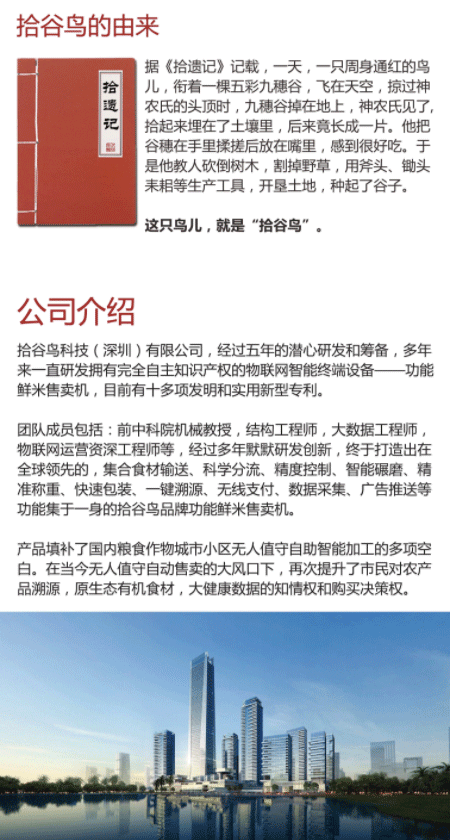 拾谷鸟的由来
拾遗记
据《拾遗记》记载，一天，一只周身通红的鸟
儿，衔着一棵五彩九穗谷，飞在天空，掠过神
农氏的头顶时，九穗谷掉在地上，神农氏见了，
拾起来埋在了土壤里，后来竟长成一片。他把
谷穗在手里揉搓后放在嘴里，感到很好吃。于
是他教人砍倒树木，割掉野草，用斧头、锄头
耒耜等生产工具，开垦土地，种起了谷子。
这只鸟儿，就是“拾谷鸟”。
公司介绍
拾谷鸟科技（深圳）有限公司，经过五年的潜心研发和筹备，多年
来一直研发拥有完全自主知识产权的物联网智能终端设备——功能
鲜米售卖机，目前有十多项发明和实用新型专利。
团队成员包括：前中科院机械教授，结构工程师，大数据工程师，
物联网运营资深工程师等，经过多年默默研发创新，终于打造出在
全球领先的，集合食材输送、科学分流、精度控制、智能碾磨、精
准称重、快速包装、一键溯源、无线支付、数据采集、广告推送等
功能集于一身的拾谷鸟品牌功能鲜米售卖机。
产品填补了国内粮食作物城市小区无人值守自助智能加工的多项空
白。在当今无人值守自动售卖的大风口下，再次提升了市民对农产
品溯源，原生态有机食材，大健康数据的知情权和购买决策权。